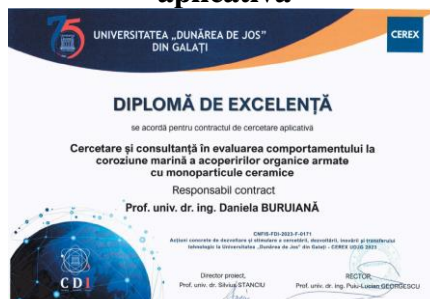 aplicativă
75
UNIVERSITATEA „DUNĂREA DE JOS”
DIN GALAȚI
CEREX
DIPLOMĂ DE EXCELENȚĂ
se acordă pentru contractul de cercetare aplicativă
Cercetare și consultanță în evaluarea comportamentului la
coroziune marină a acoperirilor organice armate
cu monoparticule ceramice
Responsabil contract
Prof. univ. dr. ing. Daniela BURUIANĂ
CNFIS-FDI-2023-F-0171
Acțiuni concrete de dezvoltare și stimulare a cercetării, dezvoltării, inovării și transferului
tehnologic la Universitatea „Dunărea de Jos” din Galați - CEREX UDJG 2023
CDI
Director proiect,
Prof. univ. dr. Silvius STANCIU
RECTOR,
Prof. univ. dr. ing. Puiu-Lucian GEORGESCU